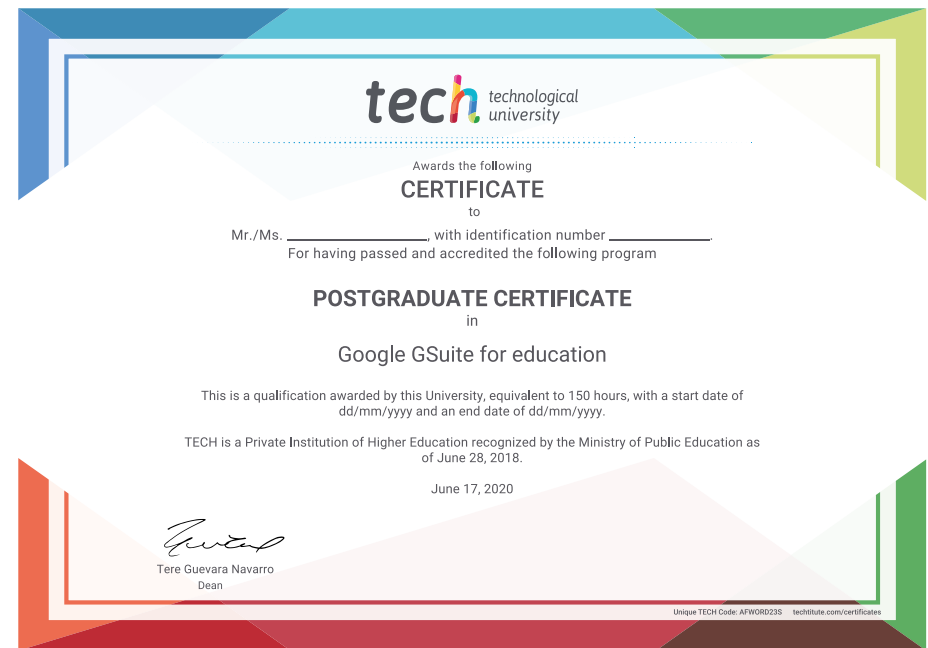 tech technological
university
Awards the following
CERTIFICATE
to
Mr./Ms. ____________________, with identification number ______________.
For having passed and accredited the following program
POSTGRADUATE CERTIFICATE
in
Google GSuite for education
This is a qualification awarded by this University, equivalent to 150 hours, with a start date of
dd/mm/yyyy and an end date of dd/mm/yyyy.
TECH is a Private Institution of Higher Education recognized by the Ministry of Public Education as
of June 28, 2018.
June 17, 2020
Tere Guevara Navarro
Dean
Unique TECH Code: AFWORD23S techtitute.com/certificates